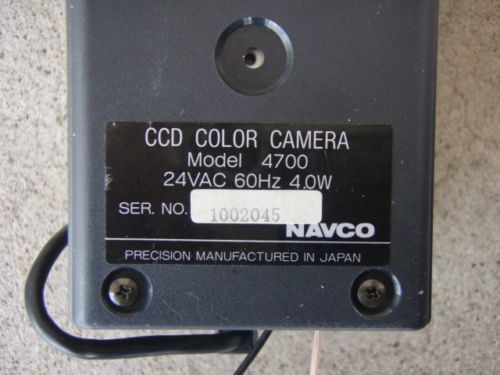 CCD COLOR CAMERA
Model 4700
24VAC 60Hz 4.0W
SER. NO. 1002045
NAVCO
PRECISION MANUFACTURED IN JAPAN